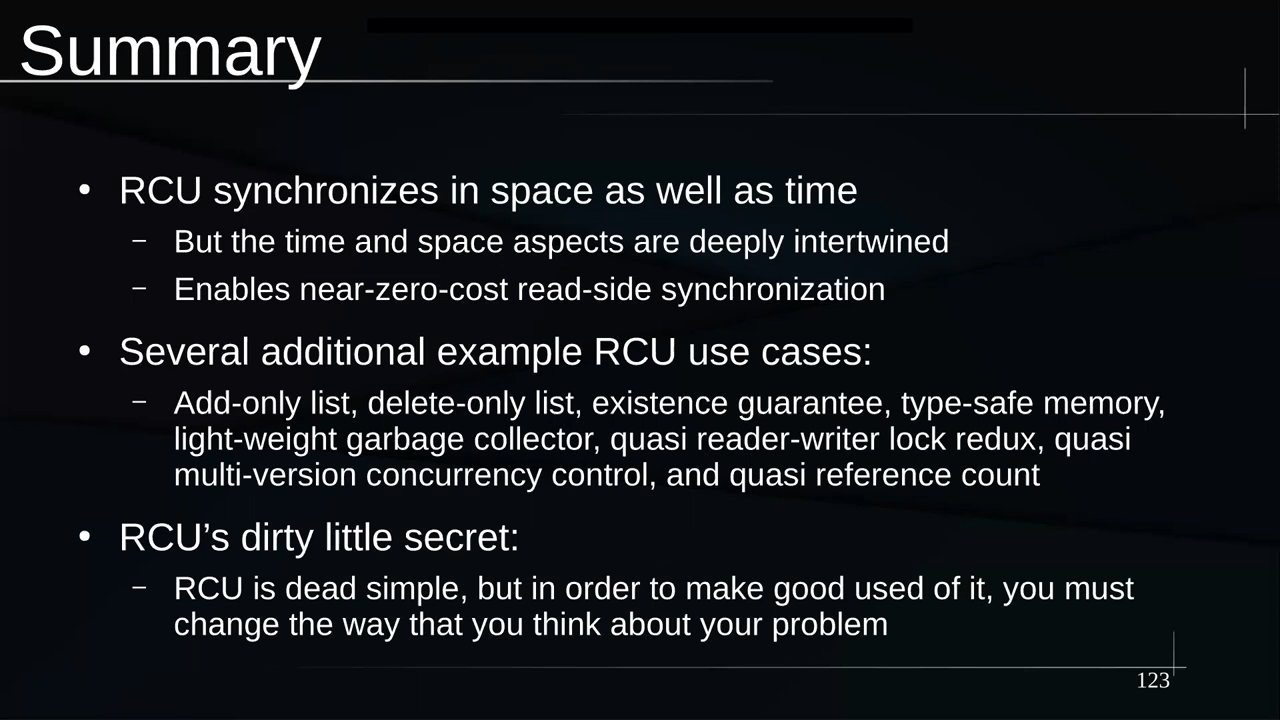 Summary
• RCU synchronizes in space as well as time
– But the time and space aspects are deeply intertwined
– Enables near-zero-cost read-side synchronization
• Several additional example RCU use cases:
– Add-only list, delete-only list, existence guarantee, type-safe memory,
light-weight garbage collector, quasi reader-writer lock redux, quasi
multi-version concurrency control, and quasi reference count
• RCU’s dirty little secret:
– RCU is dead simple, but in order to make good used of it, you must
change the way that you think about your problem
123